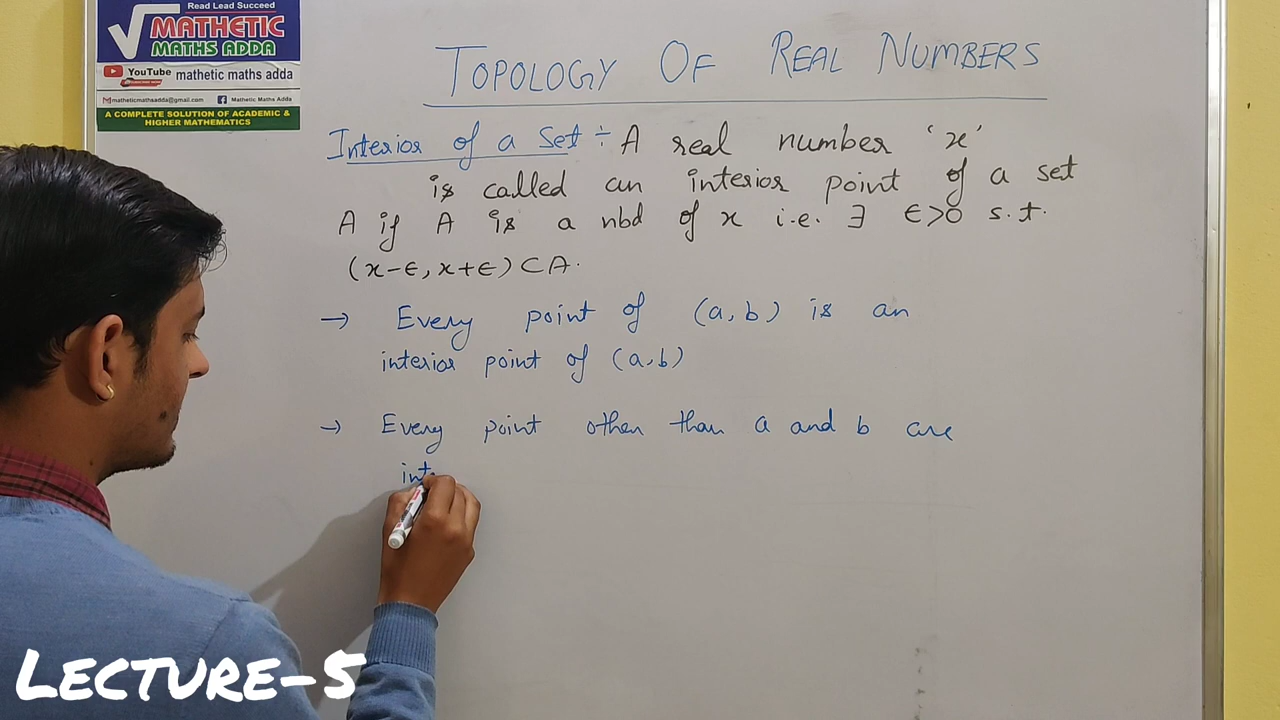 Read Lead Succeed
MATHETIC
MATHS ADDA
YouTube mathetic maths adda
matheticmathsadda@gmail.com Mathetic Maths Adda
A COMPLETE SOLUTION OF ACADEMIC &
HIGHER MATHEMATICS
TOPOLOGY OF REAL NUMBERS
Interior of a Set ÷ A real number 'x'
is called an interior point of a set
A if A is a nbd of x i.e. ∃ ϵ>0 s.t.
(x-ϵ, x+ϵ) ⊂ A.
→ Every point of (a,b) is an
interior point of (a,b)
→ Every point other than a and b are
int
LECTURE-5